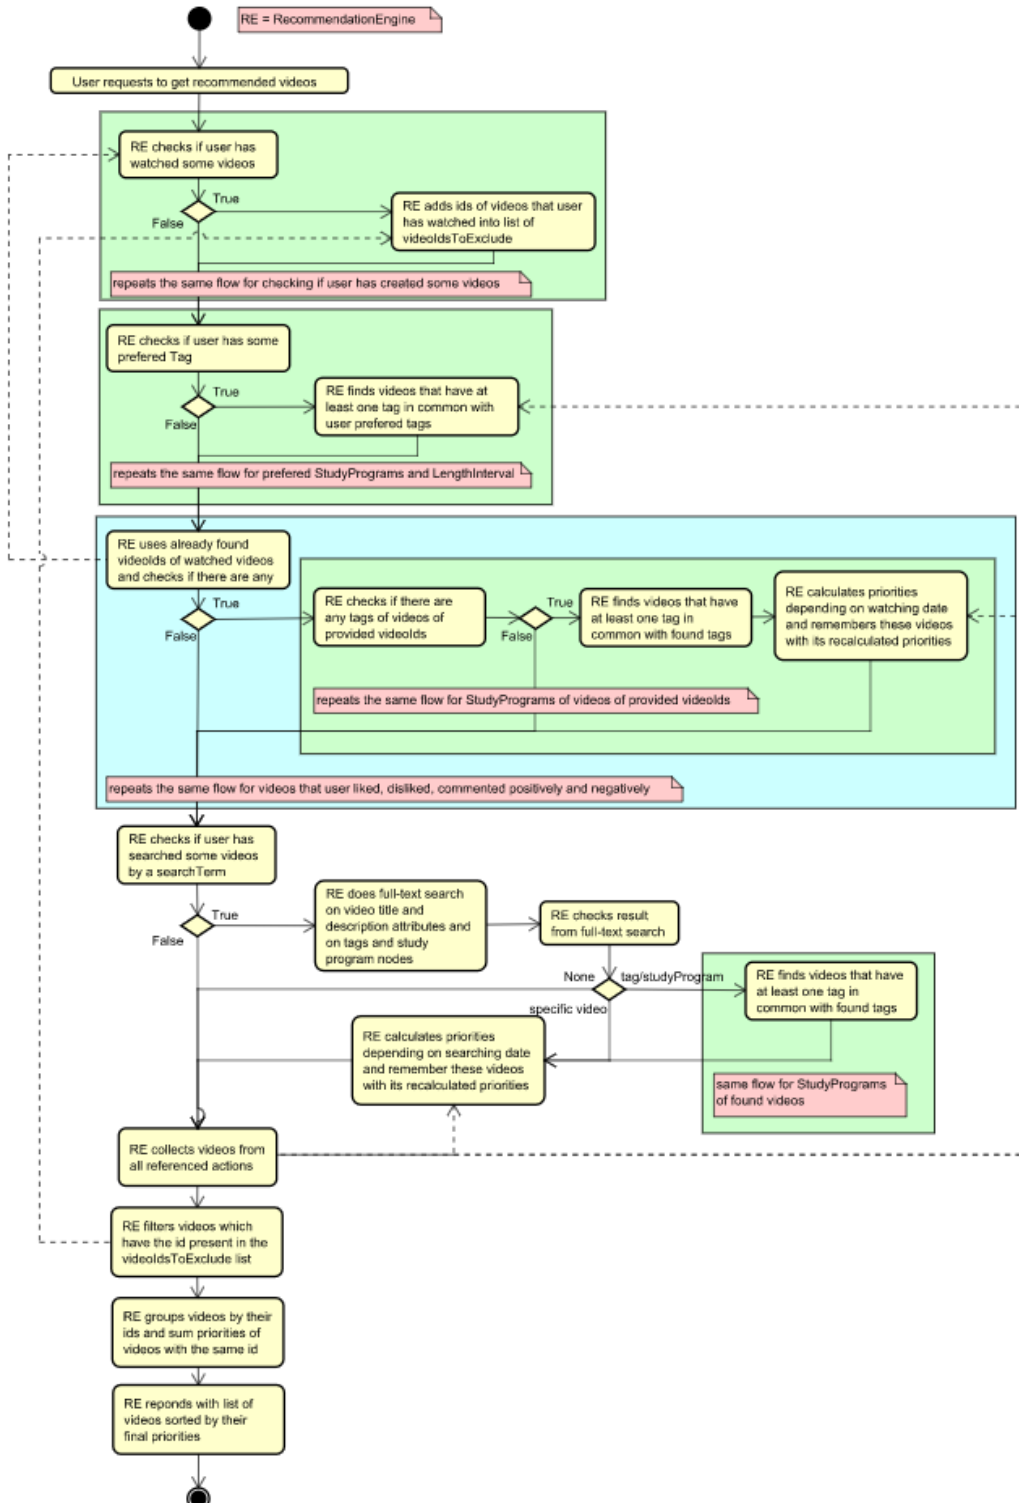 RE = RecommendationEngine
User requests to get recommended videos
RE checks if user has
watched some videos
True
False
RE adds ids of videos that user
has watched into list of
videoIdsToExclude
repeats the same flow for checking if user has created some videos
RE checks if user has some
prefered Tag
True
False
RE finds videos that have at
least one tag in common with
user prefered tags
repeats the same flow for prefered StudyPrograms and LengthInterval
RE uses already found
videoIds of watched videos
and checks if there are any
True
False
RE checks if there are
any tags of videos of
provided videoIds
True
False
RE finds videos that have
at least one tag in
common with found tags
RE calculates priorities
depending on watching date
and remembers these videos
with its recalculated priorities
repeats the same flow for StudyPrograms of videos of provided videoIds
repeats the same flow for videos that user liked, disliked, commented positively and negatively
RE checks if user has
searched some videos
by a searchTerm
True
False
RE does full-text search
on video title and
description attributes and
on tags and study
program nodes
RE checks result
from full-text search
None
tag/studyProgram
specific video
RE finds videos that have
at least one tag in
common with found tags
same flow for StudyPrograms
of found videos
RE calculates priorities
depending on searching date
and remember these videos
with its recalculated priorities
RE collects videos from
all referenced actions
RE filters videos which
have the id present in the
videoIdsToExclude list
RE groups videos by their
ids and sum priorities of
videos with the same id
RE reponds with list of
videos sorted by their
final priorities